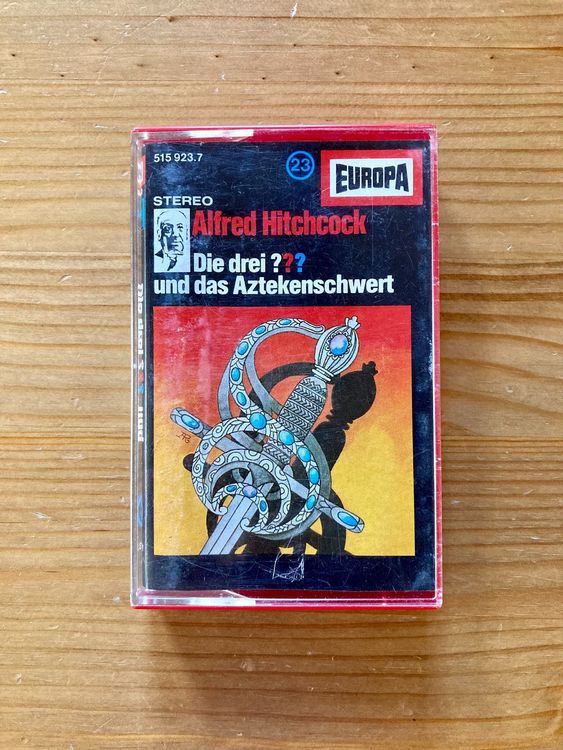 515 923.7
23
EUROPA
STEREO
Alfred Hitchcock
Die drei ???
und das Aztekenschwert